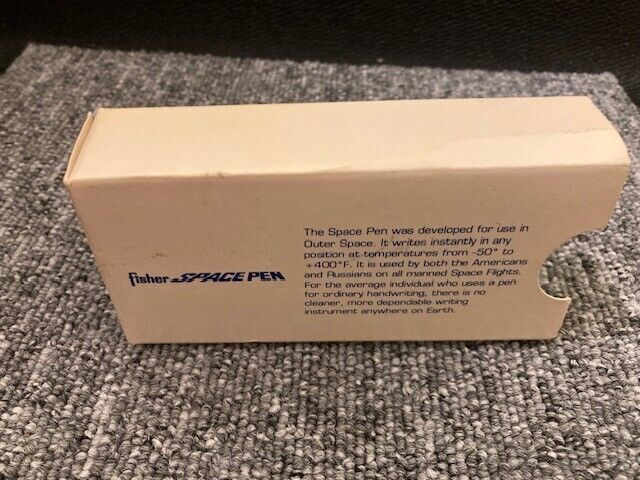 fisher SPACE PEN
The Space Pen was developed for use in
Outer Space. It writes instantly in any
position at temperatures from -50° to
+400°F. It is used by both the Americans
and Russians on all manned Space Flights.
For the average individual who uses a pen
for ordinary handwriting, there is no
cleaner, more dependable writing
instrument anywhere on Earth.